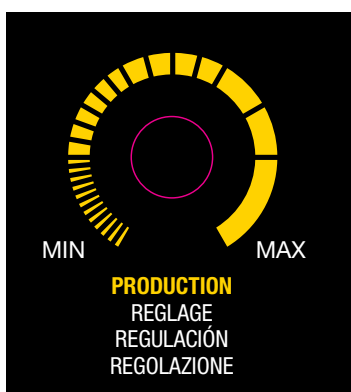 MIN MAX
PRODUCTION
REGLAGE
REGULACIÓN
REGOLAZIONE